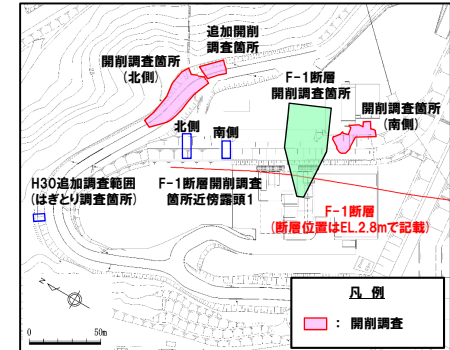 追加開削
調査箇所
開削調査箇所
(北側)
F-1断層
開削調査箇所
開削調査箇所
(南側)
北側
南側
H30追加調査範囲
(はぎとり調査箇所)
F-1断層開削調査
箇所近傍露頭1
F-1断層
(断層位置はEL.2.8mで記載)
N
0
50m
凡 例
: 開削調査